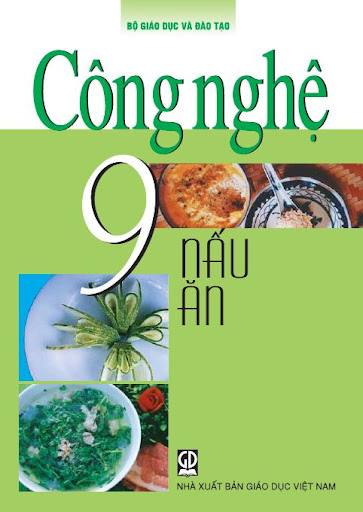 BỘ GIÁO DỤC VÀ ĐÀO TẠO
Công nghệ
9
NẤU
ĂN
GD
NHÀ XUẤT BẢN GIÁO DỤC VIỆT NAM